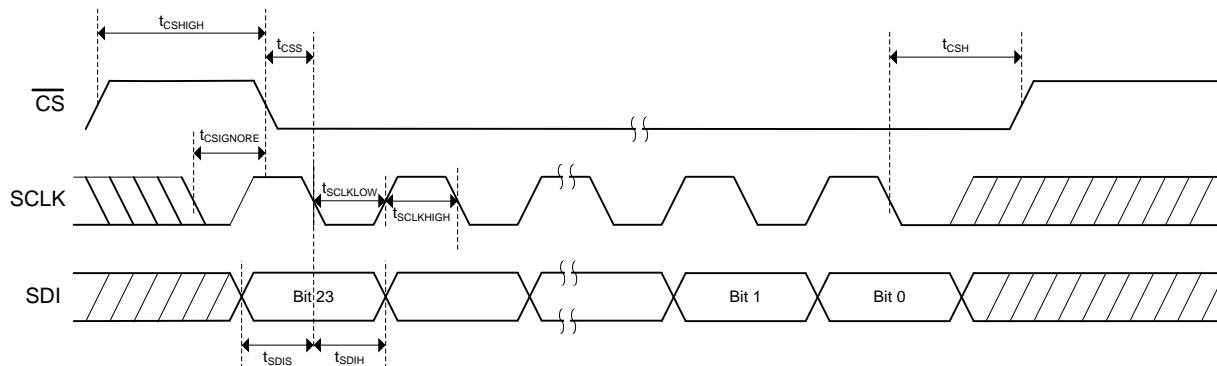 tCSHIGH
tCSS
tCSH
CS
tCSIGNORE
SCLK
tSCLKLOW
tSCLKHIGH
SDI
Bit 23
Bit 1
Bit 0
tSDIS
tSDIH